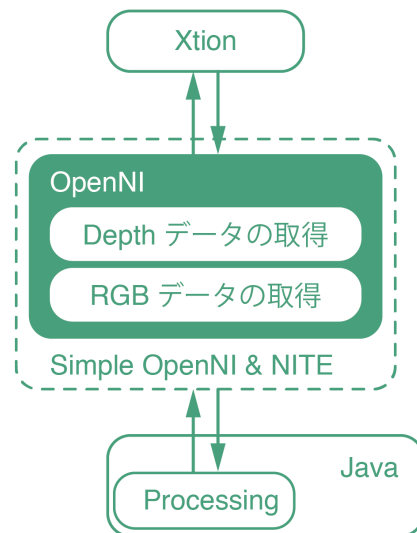 Xtion
OpenNI
Depth データの取得
RGB データの取得
Simple OpenNI & NITE
Java
Processing